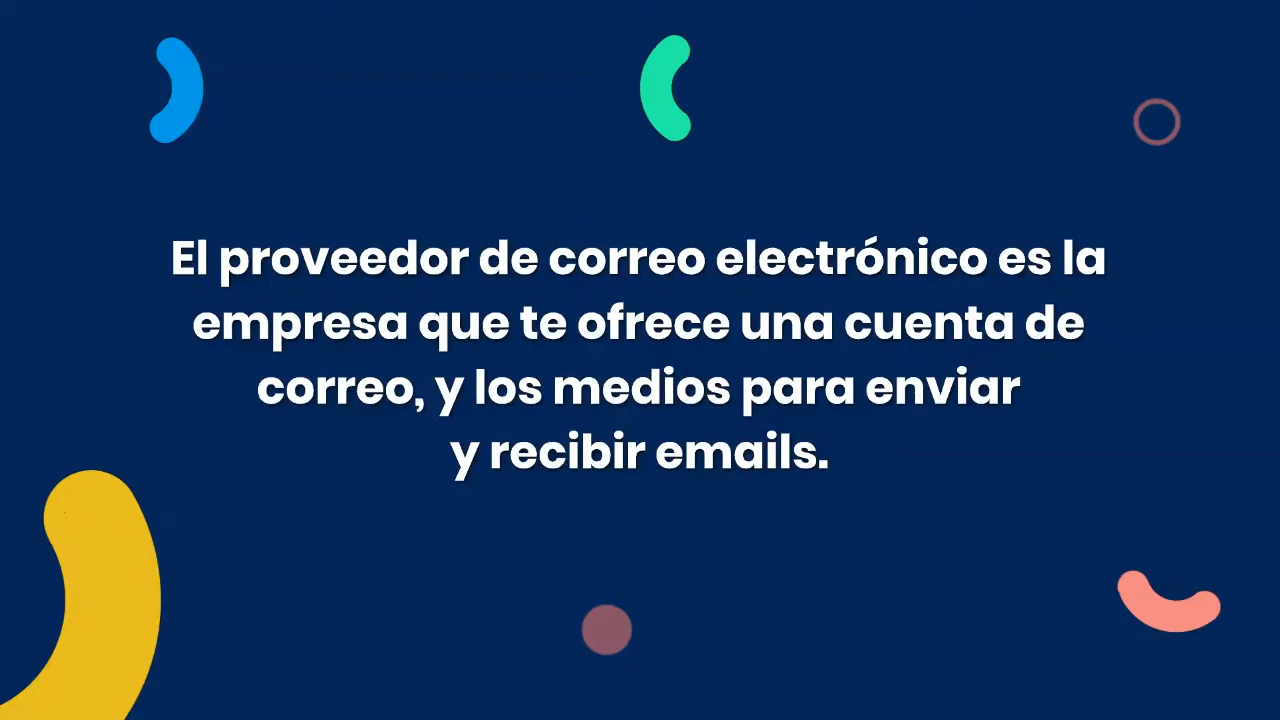 El proveedor de correo electrónico es la
empresa que te ofrece una cuenta de
correo, y los medios para enviar
y recibir emails.